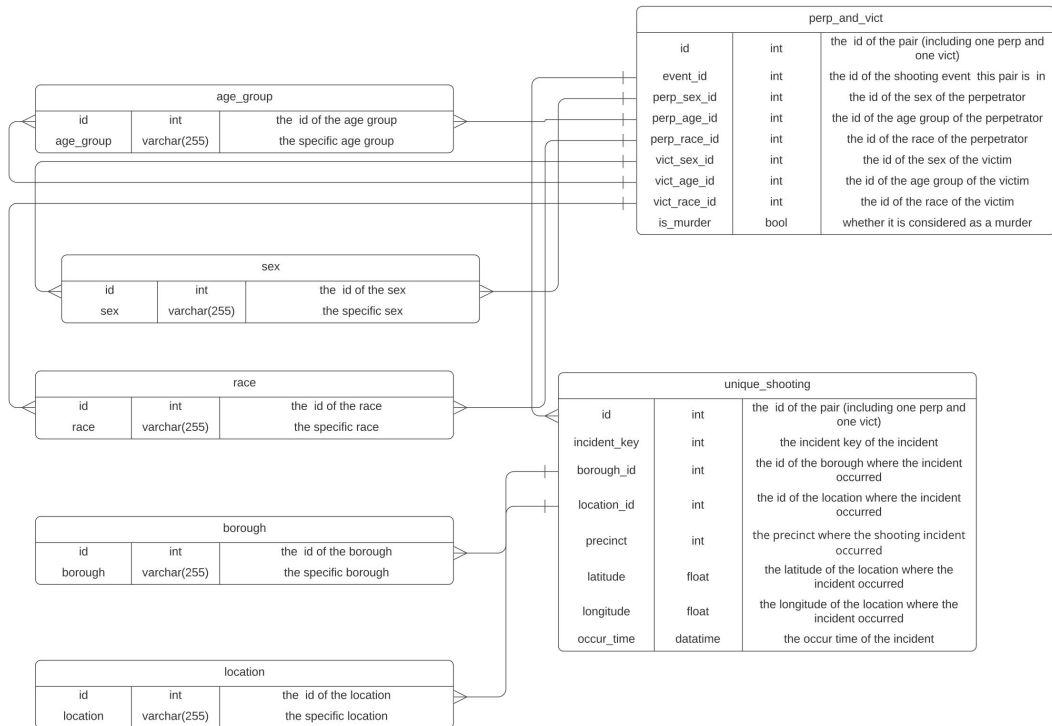 perp_and_vict
id int the id of the pair (including one perp and
one vict)
event_id int the id of the shooting event this pair is in
perp_sex_id int the id of the sex of the perpetrator
perp_age_id int the id of the age group of the perpetrator
perp_race_id int the id of the race of the perpetrator
vict_sex_id int the id of the sex of the victim
vict_age_id int the id of the age group of the victim
vict_race_id int the id of the race of the victim
is_murder bool whether it is considered as a murder
age_group
id int the id of the age group
age_group varchar(255) the specific age group
sex
id int the id of the sex
sex varchar(255) the specific sex
race
id int the id of the race
race varchar(255) the specific race
unique_shooting
id int the id of the pair (including one perp and
one vict)
incident_key int the incident key of the incident
borough_id int the id of the borough where the incident
occurred
location_id int the id of the location where the incident
occurred
precinct int the precinct where the shooting incident
occurred
latitude float the latitude of the location where the
incident occurred
longitude float the longitude of the location where the
incident occurred
occur_time datatime the occur time of the incident
borough
id int the id of the borough
borough varchar(255) the specific borough
location
id int the id of the location
location varchar(255) the specific location